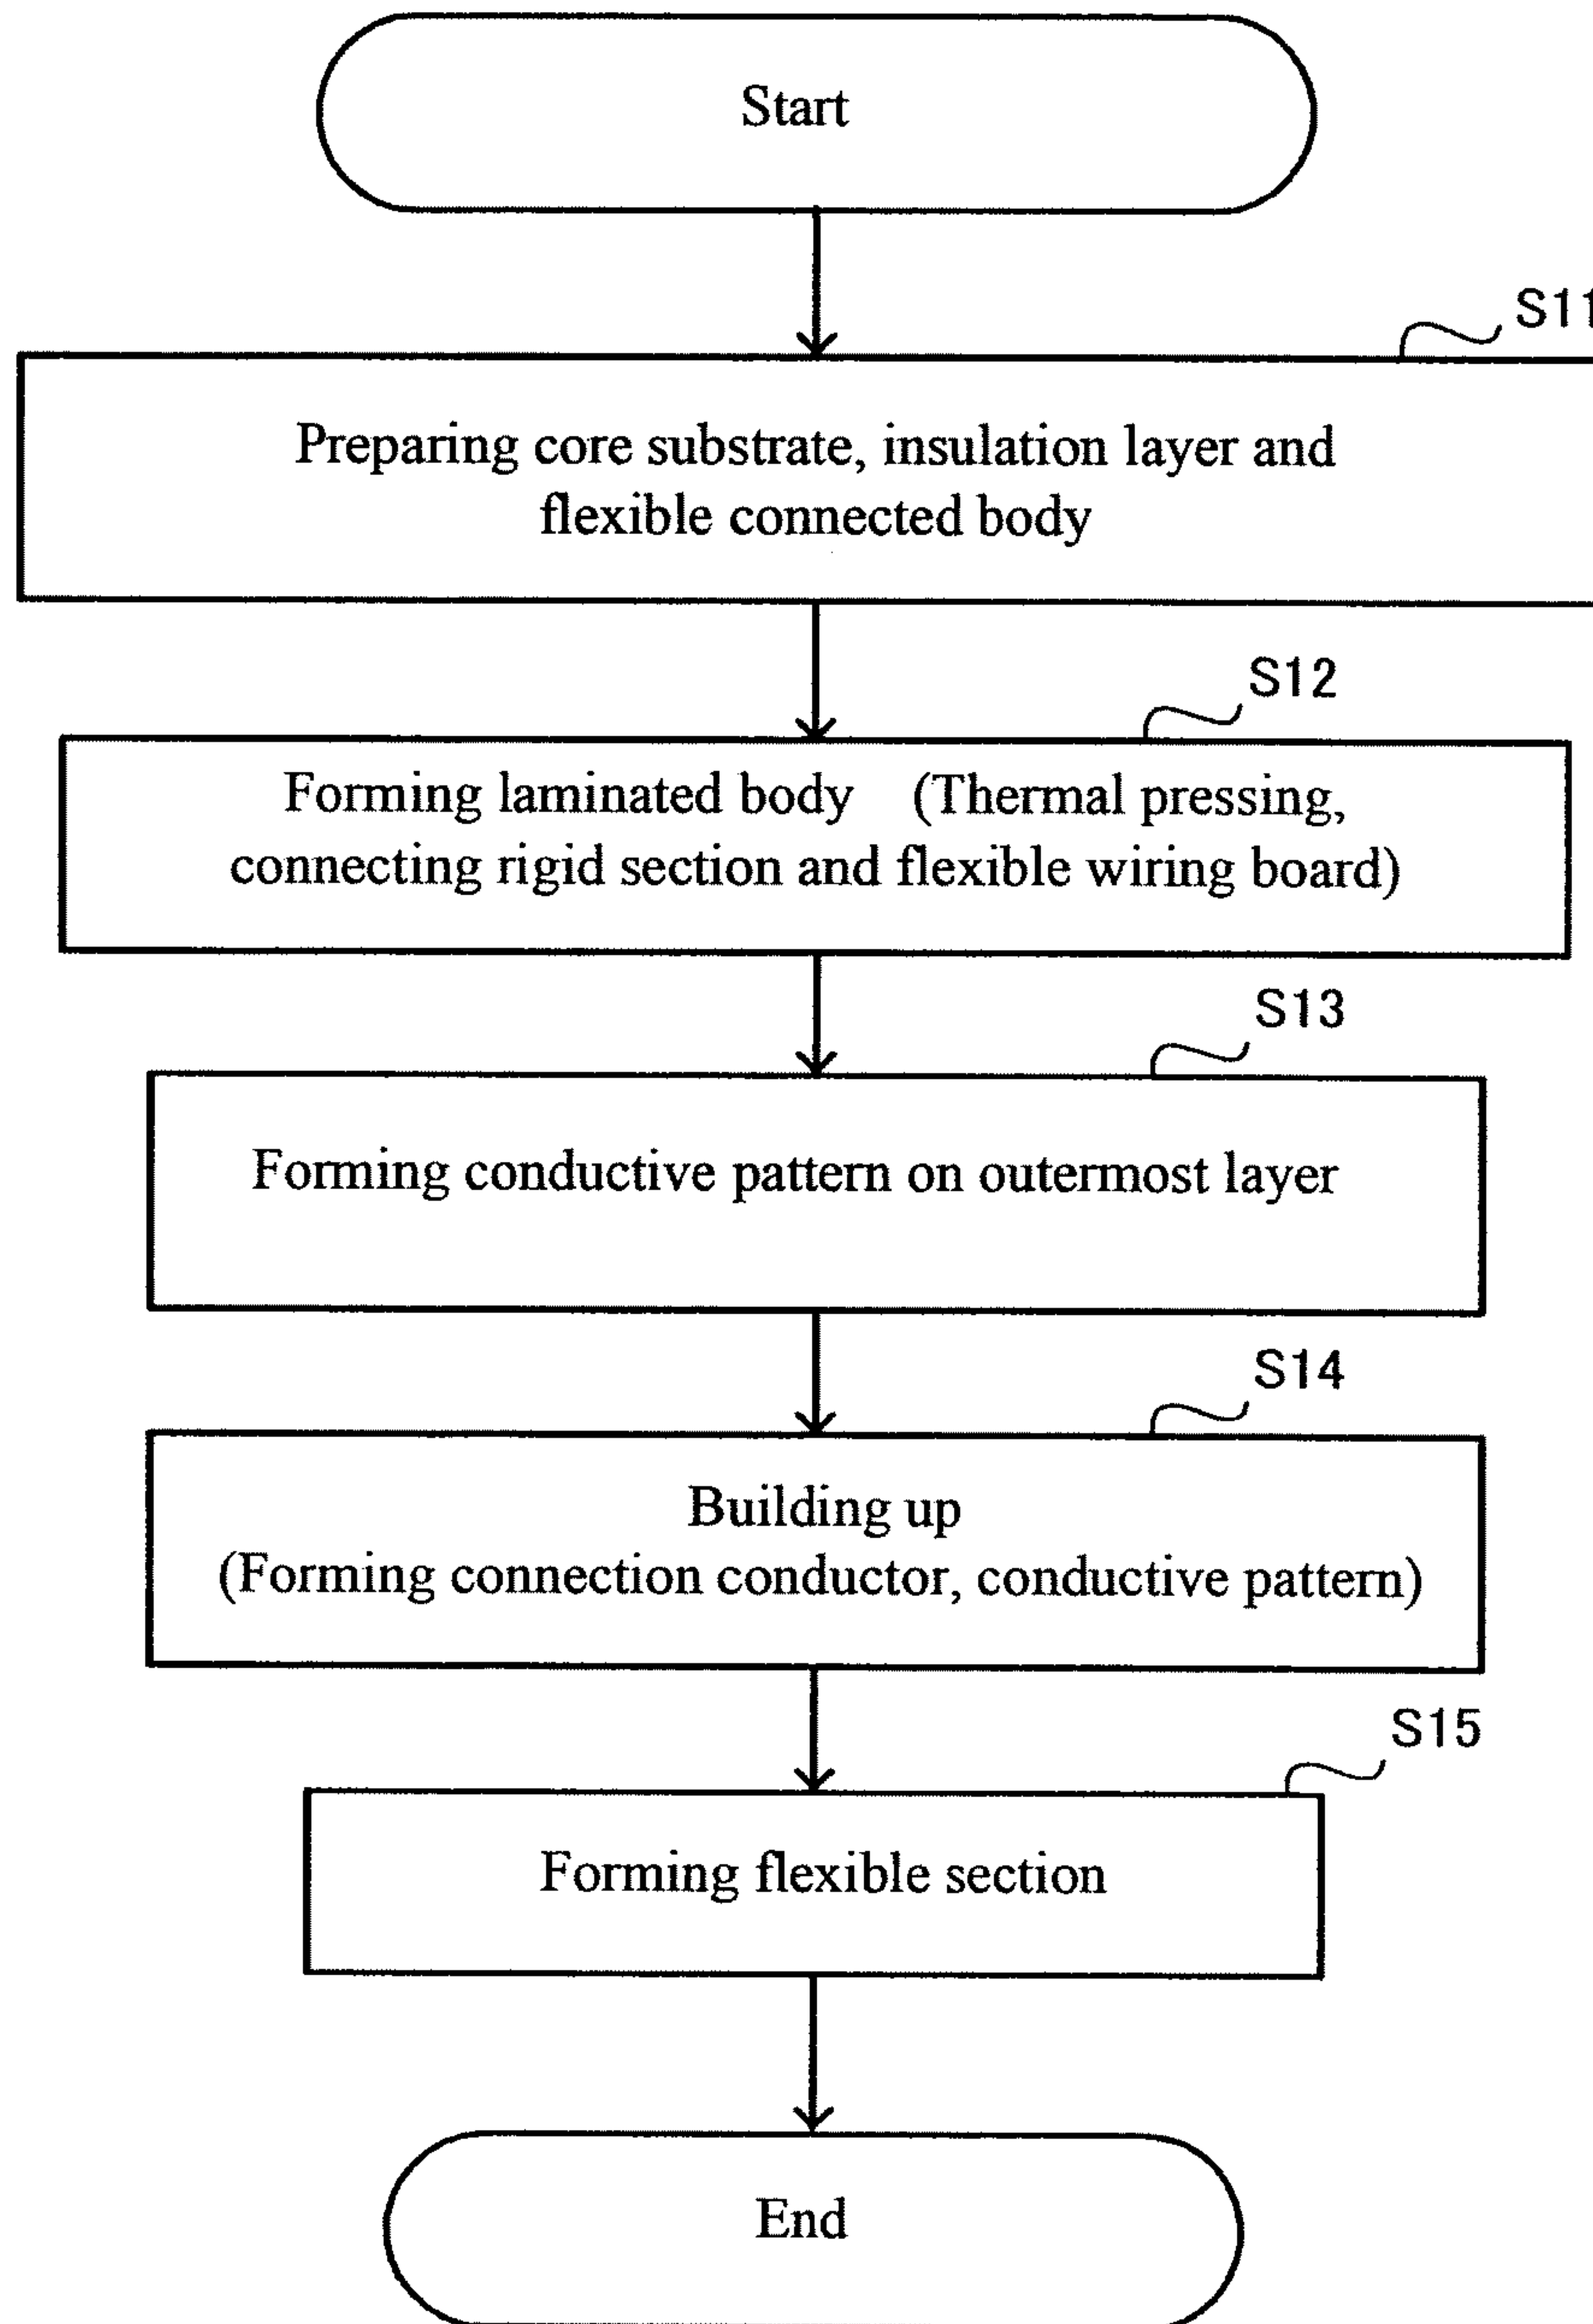 Start
S11
Preparing core substrate, insulation layer and
flexible connected body
S12
Forming laminated body (Thermal pressing,
connecting rigid section and flexible wiring board)
S13
Forming conductive pattern on outermost layer
S14
Building up
(Forming connection conductor, conductive pattern)
S15
Forming flexible section
End